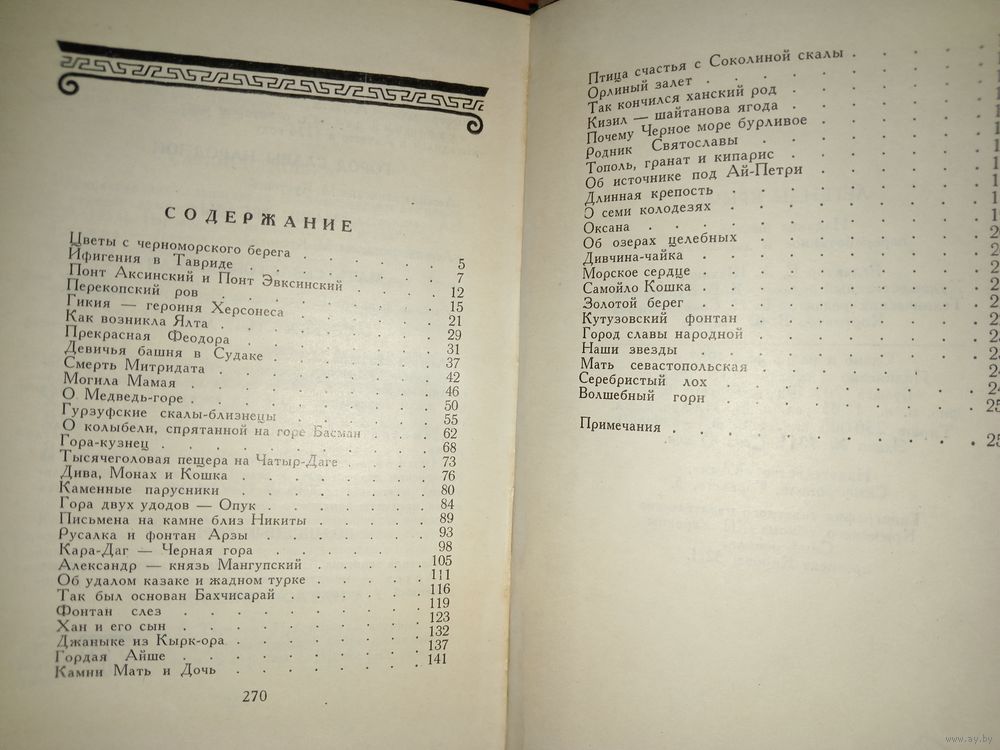 СОДЕРЖАНИЕ
Цветы с черноморского берега . . . . . 5
Ифигения в Тавриде . . . . . 7
Понт Аксинский и Понт Эвксинский . . . 12
Перекопский ров . . . . . 15
Гикия — героиня Херсонеса . . . . . 21
Как возникла Ялта . . . . . 29
Прекрасная Феодора . . . . . 31
Девичья башня в Судаке . . . . . 37
Смерть Митридата . . . . . 42
Могила Мамая . . . . . 46
О Медведь-горе . . . . . 50
Гурзуфские скалы-близнецы . . . . . 55
О колыбели, спрятанной на горе Басман . . 62
Гора-кузнец . . . . . 68
Тысячеголовая пещера на Чатыр-Даге . . . 73
Дива, Монах и Кошка . . . . . 76
Каменные парусники . . . . . 80
Гора двух удодов — Опук . . . . . 84
Письмена на камне близ Никиты . . . . 89
Русалка и фонтан Арзы . . . . . 93
Кара-Даг — Черная гора . . . . . 98
Александр — князь Мангупский . . . . . 105
Об удалом казаке и жадном турке . . . . 111
Так был основан Бахчисарай . . . . . 116
Фонтан слез . . . . . 119
Хан и его сын . . . . . 123
Джаныке из Кырк-ора . . . . . 132
Гордая Айше . . . . . 137
Камни Мать и Дочь . . . . . 141
270
Птица счастья с Соколиной скалы . . . .
Орлиный залет . . . . .
Так кончился ханский род . . . . .
Кизил — шайтанова ягода . . . . .
Почему Черное море бурливое . . . . .
Родник Святославы . . . . .
Тополь, гранат и кипарис . . . . .
Об источнике под Ай-Петри . . . . .
Длинная крепость . . . . .
О семи колодезях . . . . .
Оксана . . . . .
Об озерах целебных . . . . .
Дивчина-чайка . . . . .
Морское сердце . . . . .
Самойло Кошка . . . . .
Золотой берег . . . . .
Кутузовский фонтан . . . . .
Город славы народной . . . . .
Наши звезды . . . . .
Мать севастопольская . . . . .
Серебристый лох . . . . .
Волшебный горн . . . . .
Примечания . . . . .
www.ay.by